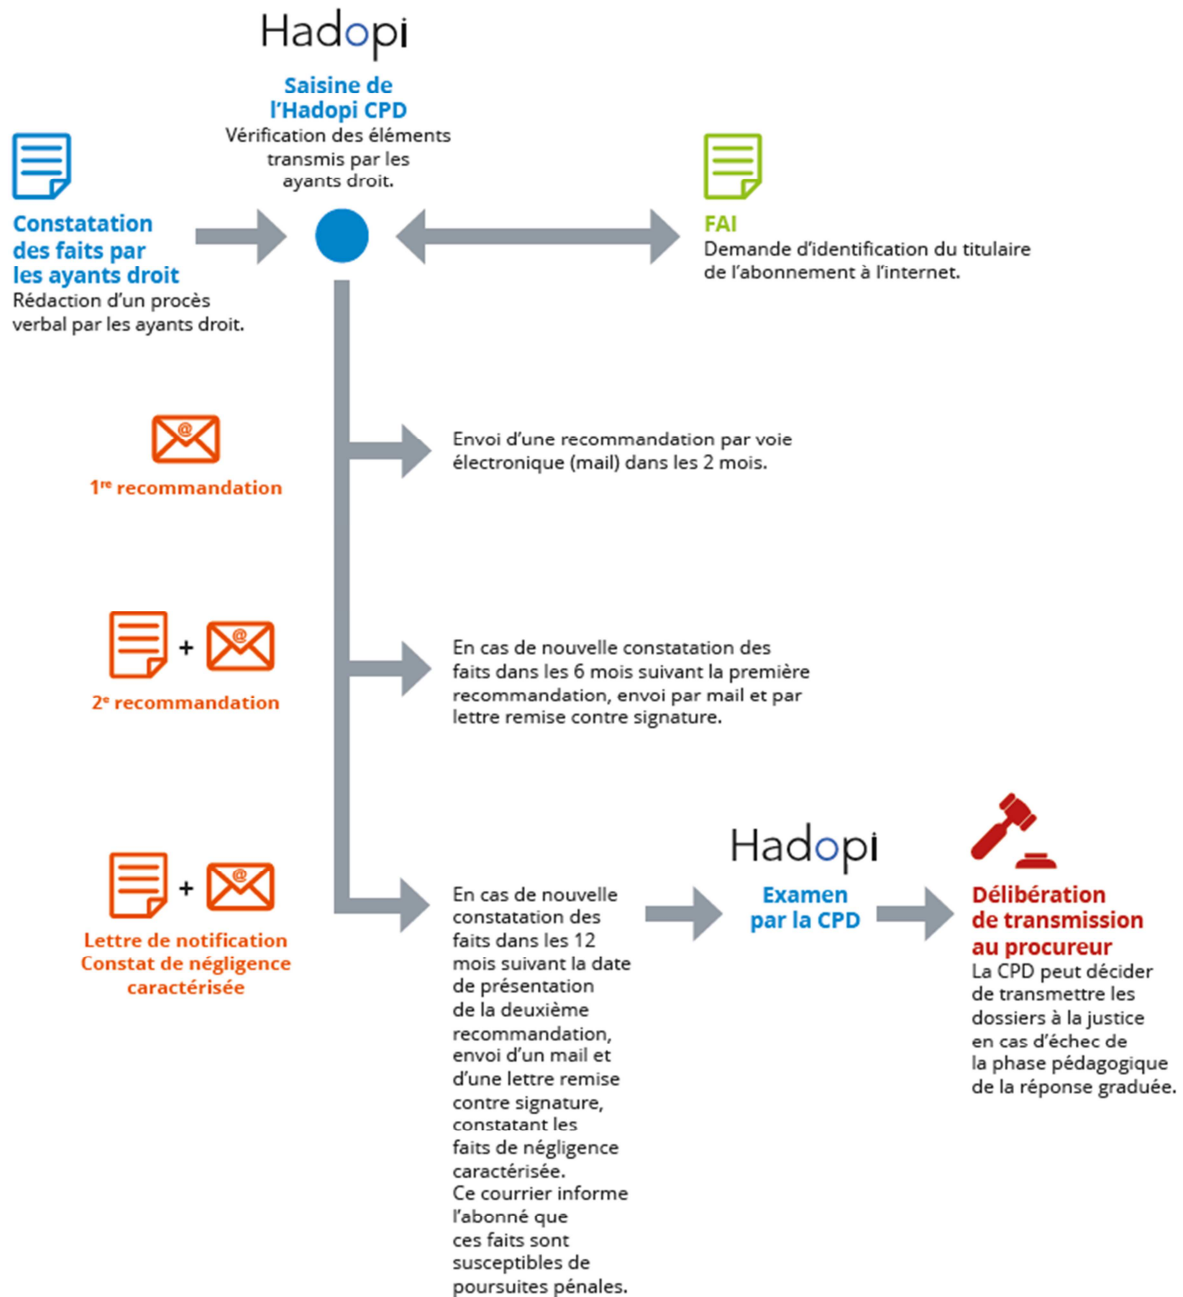 Hadopi
Saisine de
l’Hadopi CPD
Vérification des éléments
transmis par les
ayants droit.
Constatation
des faits par
les ayants droit
Rédaction d’un procès
verbal par les ayants droit.
FAI
Demande d’identification du titulaire
de l’abonnement à l’internet.
@
1re recommandation
Envoi d’une recommandation par voie
électronique (mail) dans les 2 mois.
+ @
2e recommandation
En cas de nouvelle constatation des
faits dans les 6 mois suivant la première
recommandation, envoi par mail et par
lettre remise contre signature.
+ @
Lettre de notification
Constat de négligence
caractérisée
En cas de nouvelle
constatation des
faits dans les 12
mois suivant la date
de présentation
de la deuxième
recommandation,
envoi d’un mail et
d’une lettre remise
contre signature,
constatant les
faits de négligence
caractérisée.
Ce courrier informe
l’abonné que
ces faits sont
susceptibles de
poursuites pénales.
Hadopi
Examen
par la CPD
Délibération
de transmission
au procureur
La CPD peut décider
de transmettre les
dossiers à la justice
en cas d’échec de
la phase pédagogique
de la réponse graduée.